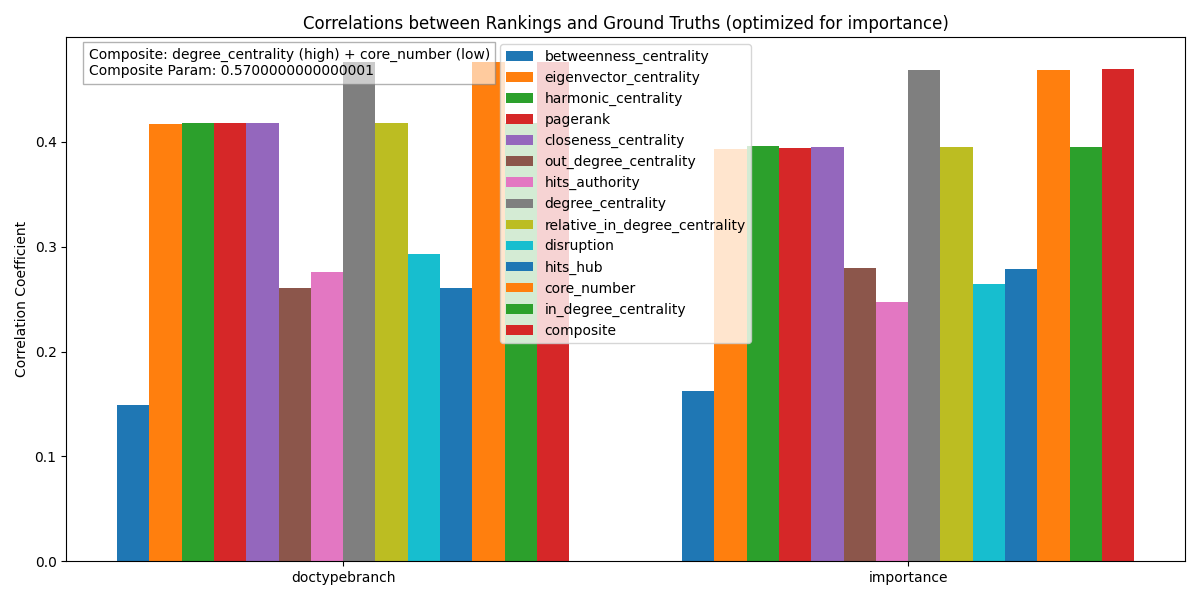 Correlations between Rankings and Ground Truths (optimized for importance)
Composite: degree_centrality (high) + core_number (low)
Composite Param: 0.5700000000000001
betweenness_centrality
eigenvector_centrality
harmonic_centrality
pagerank
closeness_centrality
out_degree_centrality
hits_authority
degree_centrality
relative_in_degree_centrality
disruption
hits_hub
core_number
in_degree_centrality
composite
Correlation Coefficient
0.4
0.3
0.2
0.1
0.0
doctypebranch
importance